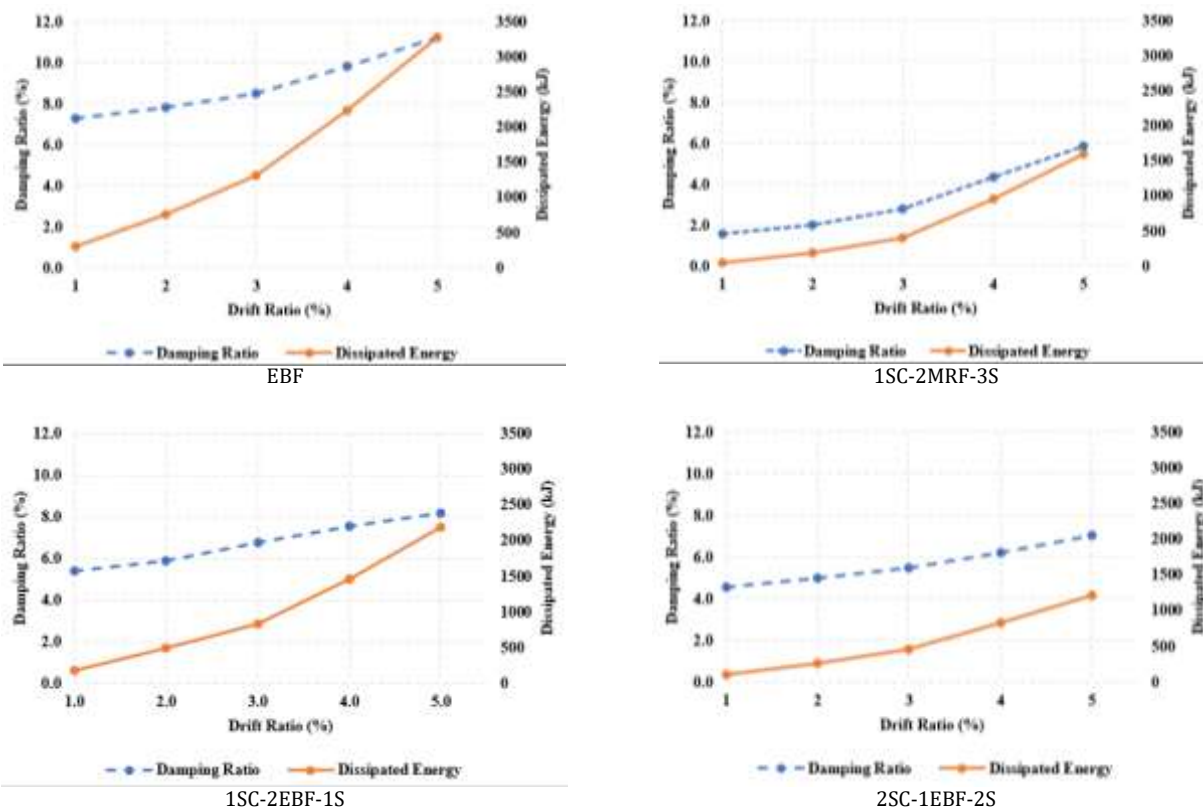 12.0
10.0
8.0
6.0
4.0
2.0
0.0
Damping Ratio (%)
1 2 3 4 5
Drift Ratio (%)
3500
3000
2500
2000
1500
1000
500
0
Dissipated Energy (kJ)
Damping Ratio Dissipated Energy
EBF
12.0
10.0
8.0
6.0
4.0
2.0
0.0
Damping Ratio (%)
1 2 3 4 5
Drift Ratio (%)
3500
3000
2500
2000
1500
1000
500
0
Dissipated Energy (kJ)
Damping Ratio Dissipated Energy
1SC-2MRF-3S
12.0
10.0
8.0
6.0
4.0
2.0
0.0
Damping Ratio (%)
1.0 2.0 3.0 4.0 5.0
Drift Ratio (%)
3500
3000
2500
2000
1500
1000
500
0
Dissipated Energy (kJ)
Damping Ratio Dissipated Energy
1SC-2EBF-1S
12.0
10.0
8.0
6.0
4.0
2.0
0.0
Damping Ratio (%)
1 2 3 4 5
Drift Ratio (%)
3500
3000
2500
2000
1500
1000
500
0
Dissipated Energy (kJ)
Damping Ratio Dissipated Energy
2SC-1EBF-2S